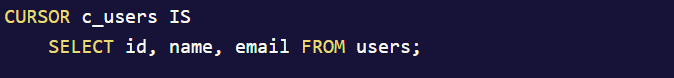 CURSOR c_users IS
    SELECT id, name, email FROM users;